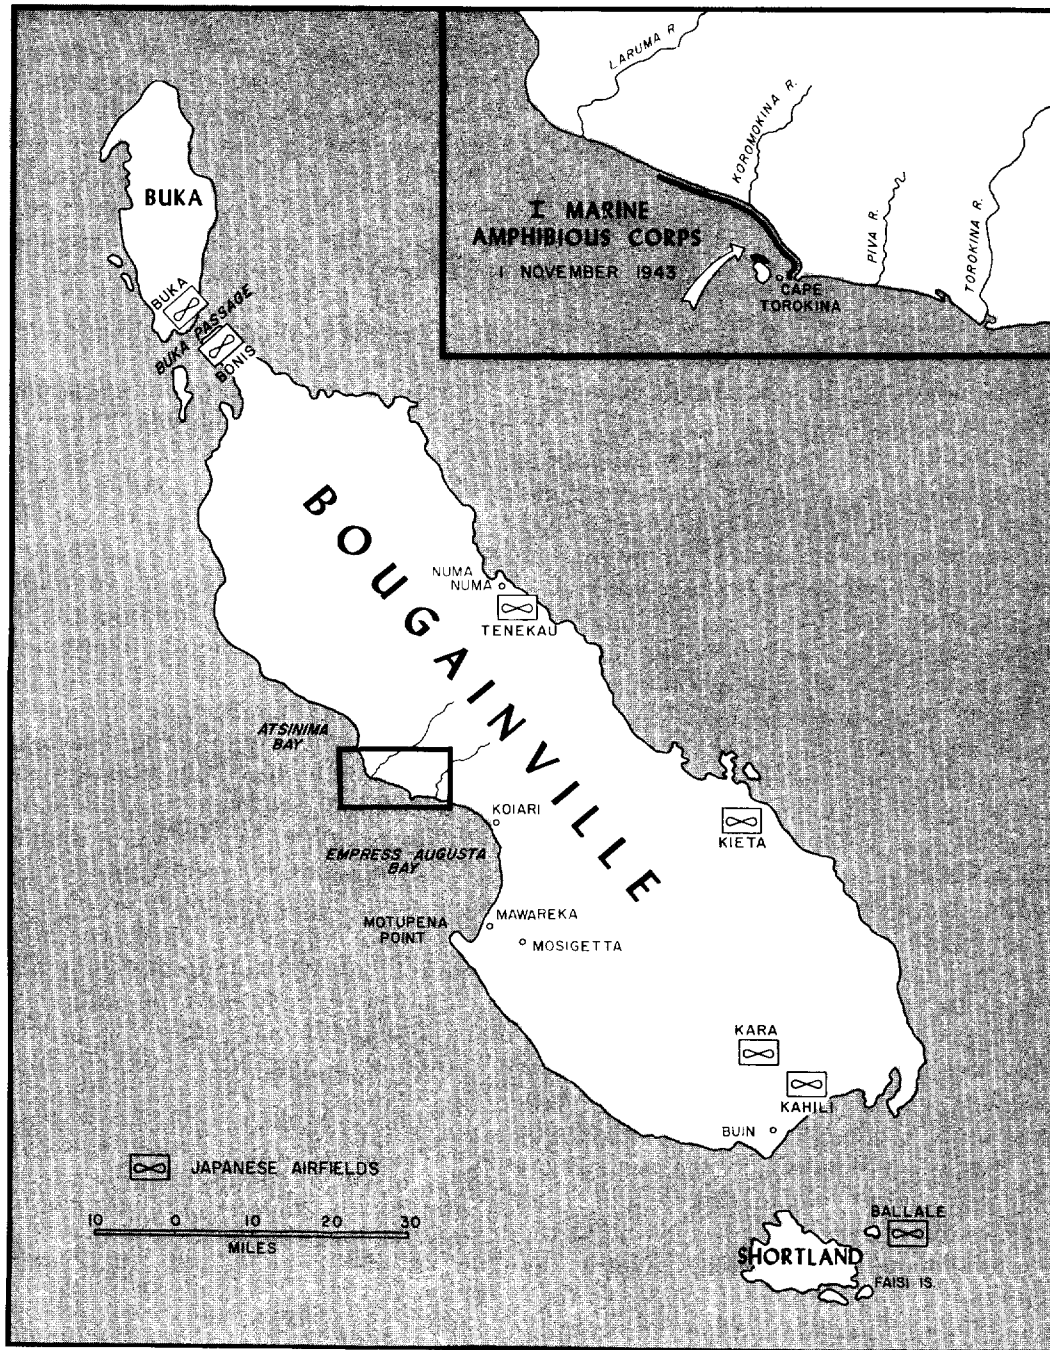 LARUMA R
KOROMOKINA R.
PIVA R.
TOROKINA R.
I MARINE
AMPHIBIOUS CORPS
1 NOVEMBER 1943
CAPE
TOROKINA
BUKA
BUKA
BUKA PASSAGE
BONIS
BOUGAINVILLE
NUMA
NUMA
TENEKAU
ATSINIMA
BAY
KOIARI
EMPRESS AUGUSTA
BAY
KIETA
MOTUPENA
POINT
MAWAREKA
MOSIGETTA
KARA
KAHILI
BUIN
JAPANESE AIRFIELDS
10 0 10 20 30
MILES
BALLALE
SHORTLAND
FAISI IS.